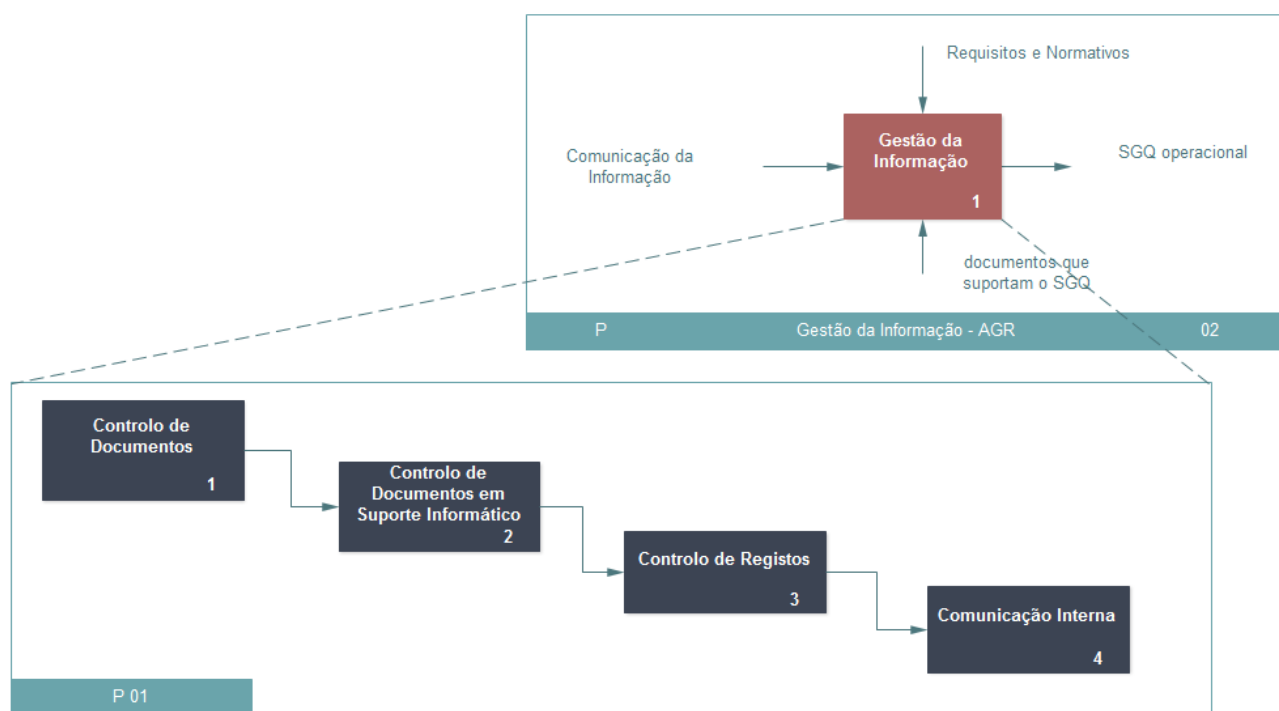 Requisitos e Normativos
Gestão da
Informação
1
Comunicação da
Informação
SGQ operacional
documentos que
suportam o SGQ
P
Gestão da Informação - AGR
02
Controlo de
Documentos
1
Controlo de
Documentos em
Suporte Informático
2
Controlo de Registos
3
Comunicação Interna
4
P 01